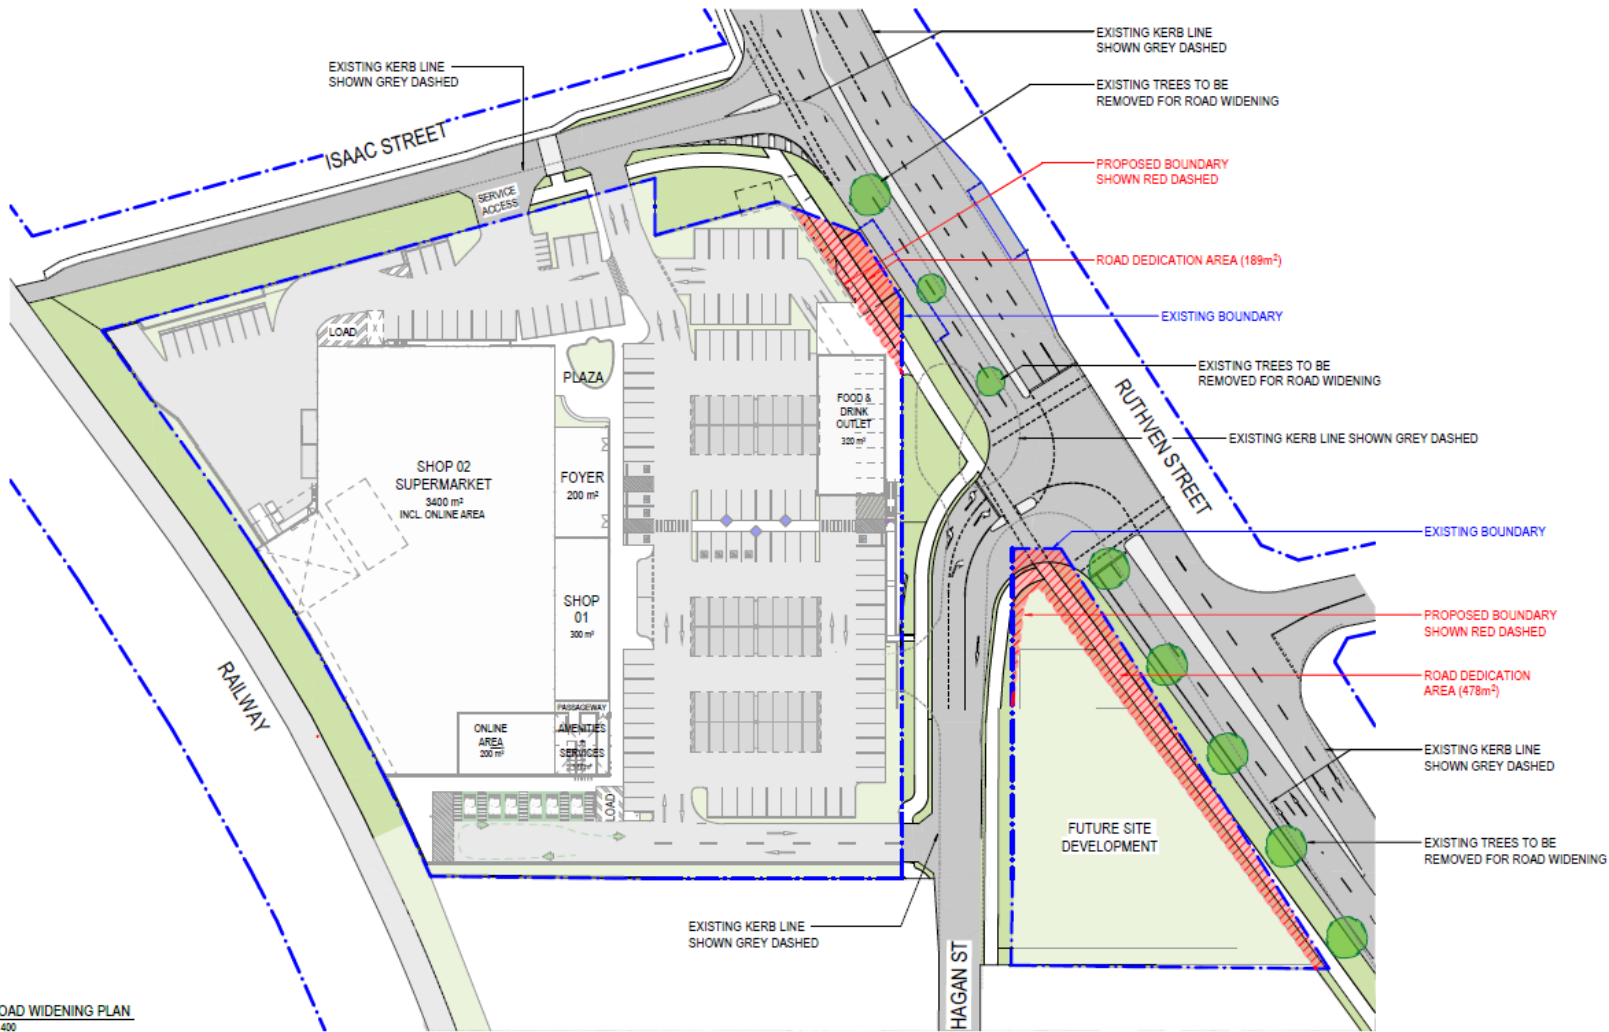 EXISTING KERB LINE
SHOWN GREY DASHED
EXISTING KERB LINE
SHOWN GREY DASHED
EXISTING TREES TO BE
REMOVED FOR ROAD WIDENING
ISAAC STREET
PROPOSED BOUNDARY
SHOWN RED DASHED
SERVICE
ACCESS
ROAD DEDICATION AREA (189m²)
EXISTING BOUNDARY
LOAD
PLAZA
EXISTING TREES TO BE
REMOVED FOR ROAD WIDENING
FOOD &
DRINK
OUTLET
320 m²
RUTHVEN STREET
EXISTING KERB LINE SHOWN GREY DASHED
SHOP 02
SUPERMARKET
3400 m²
INCL. ONLINE AREA
FOYER
200 m²
EXISTING BOUNDARY
SHOP
01
300 m²
PROPOSED BOUNDARY
SHOWN RED DASHED
RAILWAY
ROAD DEDICATION
AREA (478m²)
PASSAGEWAY
ONLINE
AREA
200 m²
AMENITIES
SERVICES
EXISTING KERB LINE
SHOWN GREY DASHED
LOAD
FUTURE SITE
DEVELOPMENT
EXISTING TREES TO BE
REMOVED FOR ROAD WIDENING
EXISTING KERB LINE
SHOWN GREY DASHED
HAGAN ST
OAD WIDENING PLAN
400